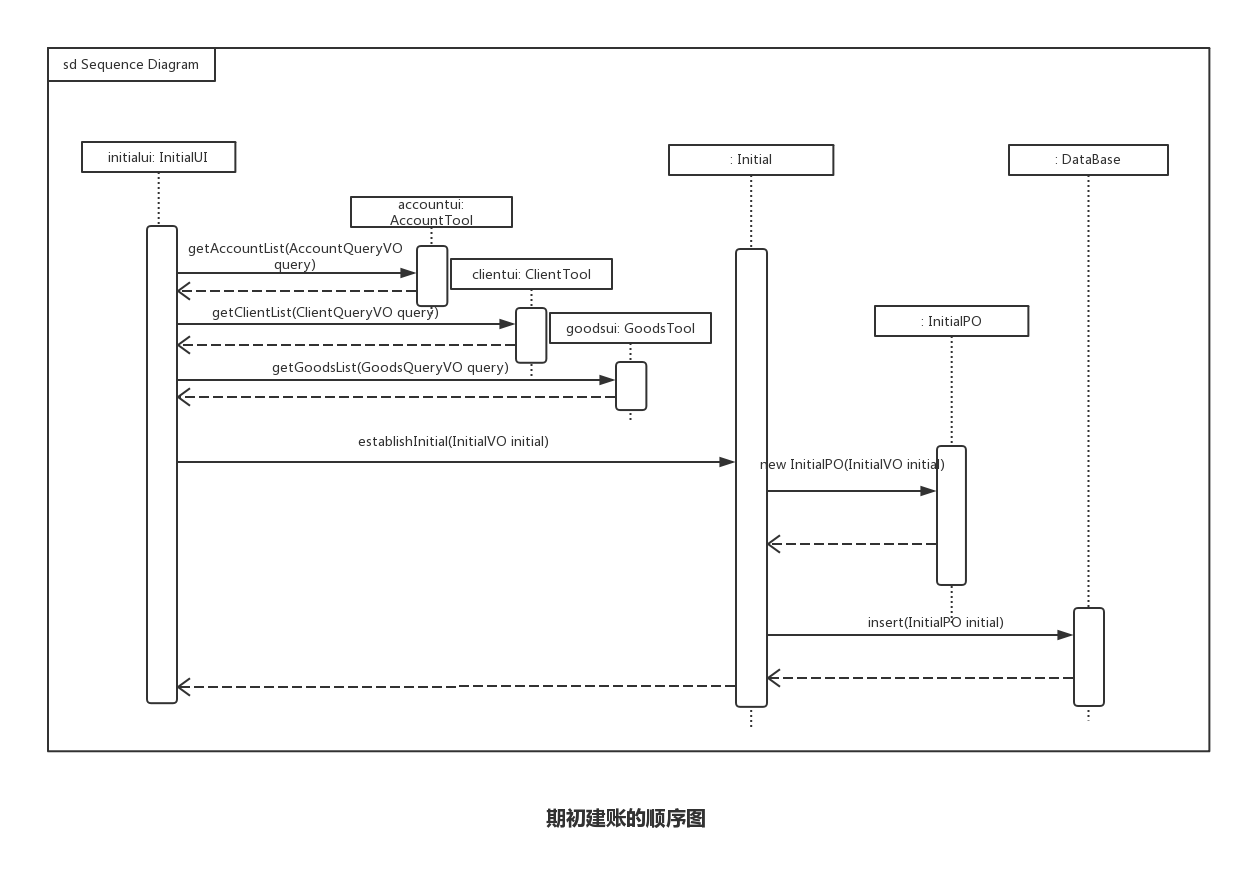 sd Sequence Diagram
initialui: InitialUI
: Initial
: DataBase
accountui:
AccountTool
getAccountList(AccountQueryVO
query)
clientui: ClientTool
getClientList(ClientQueryVO query)
goodsui: GoodsTool
: InitialPO
getGoodsList(GoodsQueryVO query)
establishInitial(InitialVO initial)
new InitialPO(InitialVO initial)
insert(InitialPO initial)
期初建账的顺序图